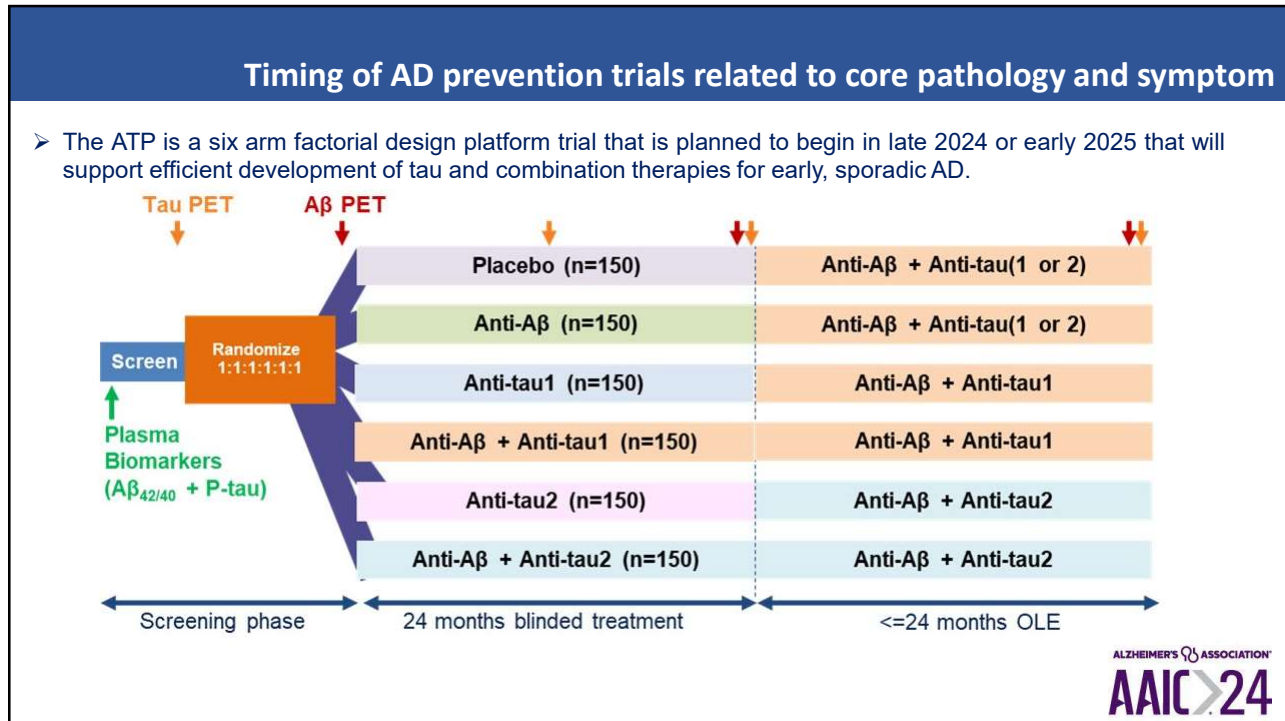 Timing of AD prevention trials related to core pathology and symptom
➢ The ATP is a six arm factorial design platform trial that is planned to begin in late 2024 or early 2025 that will
support efficient development of tau and combination therapies for early, sporadic AD.
Tau PET
Aβ PET
Placebo (n=150)
Anti-Aβ + Anti-tau(1 or 2)
Anti-Aβ (n=150)
Anti-Aβ + Anti-tau(1 or 2)
Screen
Randomize
1:1:1:1:1:1
Anti-tau1 (n=150)
Anti-Aβ + Anti-tau1
Plasma
Biomarkers
(Aβ42/40 + P-tau)
Anti-Aβ + Anti-tau1 (n=150)
Anti-Aβ + Anti-tau1
Anti-tau2 (n=150)
Anti-Aβ + Anti-tau2
Anti-Aβ + Anti-tau2 (n=150)
Anti-Aβ + Anti-tau2
Screening phase
24 months blinded treatment
<=24 months OLE
ALZHEIMER'S ASSOCIATION
AAIC>24